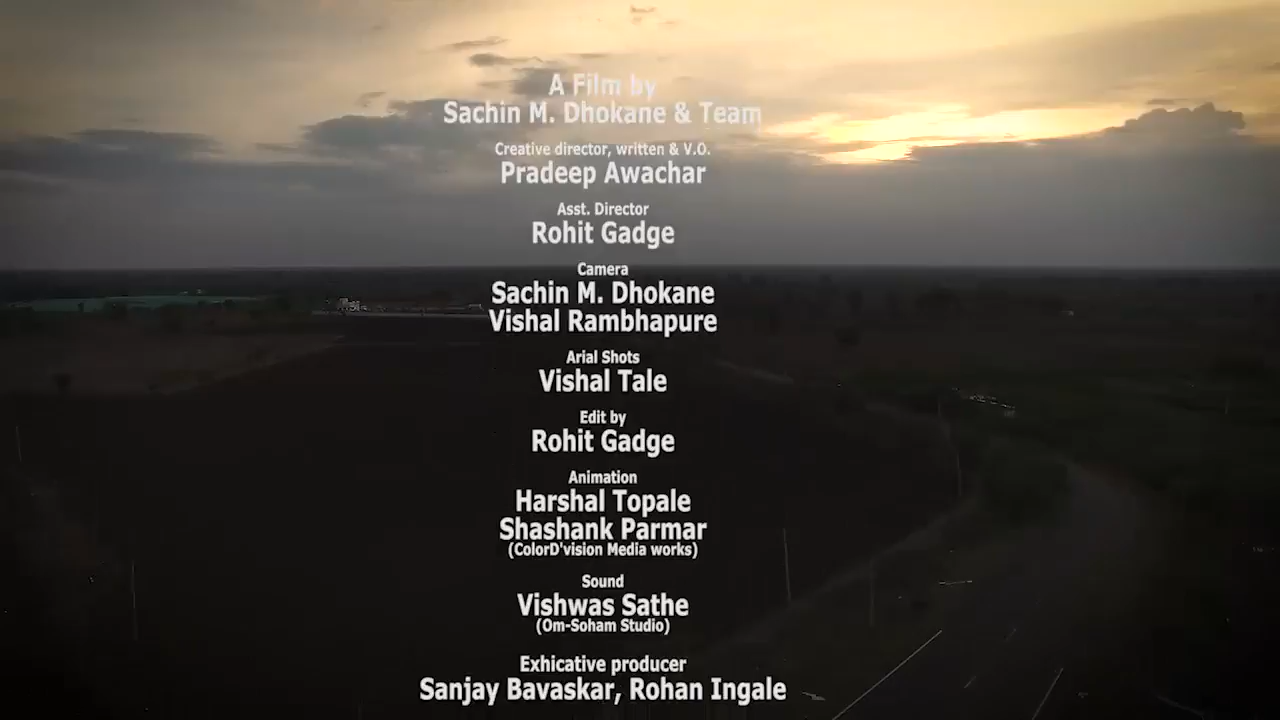 A Film by
Sachin M. Dhokane & Team
Creative director, written & V.O.
Pradeep Awachar
Asst. Director
Rohit Gadge
Camera
Sachin M. Dhokane
Vishal Rambhapure
Arial Shots
Vishal Tale
Edit by
Rohit Gadge
Animation
Harshal Topale
Shashank Parmar
(ColorD'vision Media works)
Sound
Vishwas Sathe
(Om-Soham Studio)
Exhicative producer
Sanjay Bavaskar, Rohan Ingale